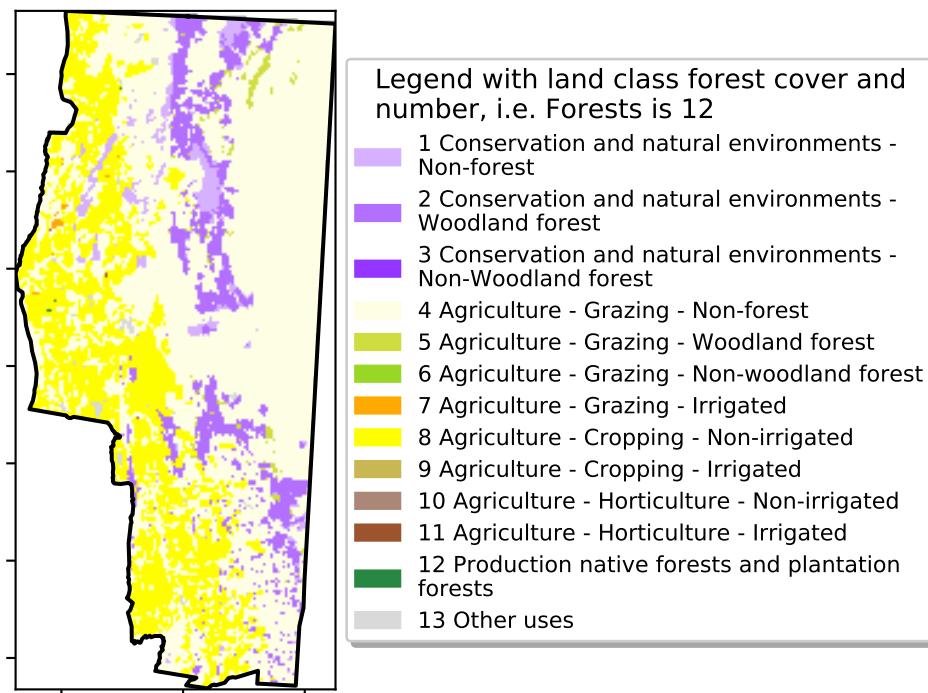 Legend with land class forest cover and
number, i.e. Forests is 12
1 Conservation and natural environments -
Non-forest
2 Conservation and natural environments -
Woodland forest
3 Conservation and natural environments -
Non-Woodland forest
4 Agriculture - Grazing - Non-forest
5 Agriculture - Grazing - Woodland forest
6 Agriculture - Grazing - Non-woodland forest
7 Agriculture - Grazing - Irrigated
8 Agriculture - Cropping - Non-irrigated
9 Agriculture - Cropping - Irrigated
10 Agriculture - Horticulture - Non-irrigated
11 Agriculture - Horticulture - Irrigated
12 Production native forests and plantation
forests
13 Other uses